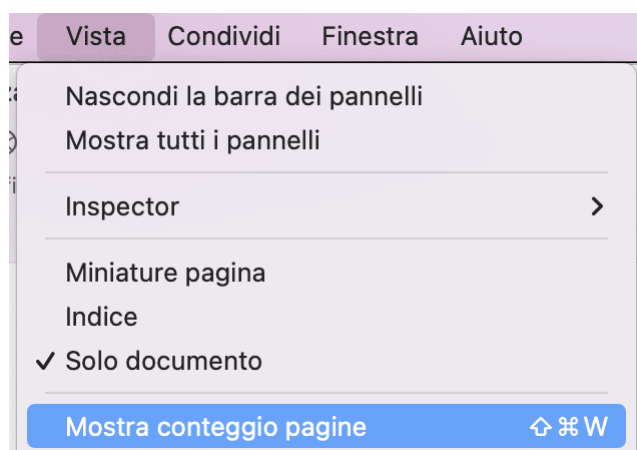 e Vista Condividi Finestra Aiuto
Nascondi la barra dei pannelli
Mostra tutti i pannelli
Inspector
Miniature pagina
Indice
✓ Solo documento
Mostra conteggio pagine ⇧⌘W